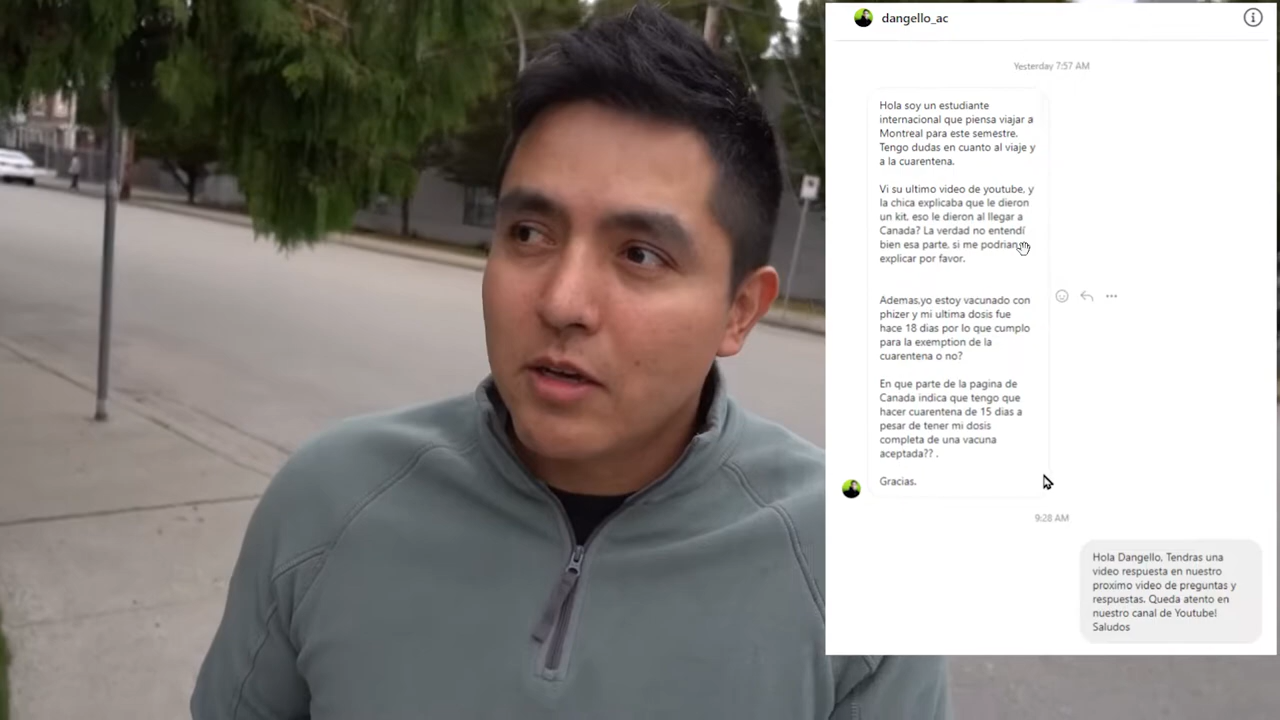 dangello_ac
Yesterday 7:57 AM
Hola soy un estudiante
internacional que piensa viajar a
Montreal para este semestre.
Tengo dudas en cuanto al viaje y
a la cuarentena.
Vi su ultimo video de youtube, y
la chica explicaba que le dieron
un kit, eso le dieron al llegar a
Canada? La verdad no entendí
bien esa parte, si me podrian
explicar por favor.
Ademas,yo estoy vacunado con
phizer y mi ultima dosis fue
hace 18 dias por lo que cumplo
para la exemption de la
cuarentena o no?
En que parte de la pagina de
Canada indica que tengo que
hacer cuarentena de 15 dias a
pesar de tener mi dosis
completa de una vacuna
aceptada?? .
Gracias.
9:28 AM
Hola Dangello, Tendras una
video respuesta en nuestro
proximo video de preguntas y
respuestas. Queda atento en
nuestro canal de Youtube!
Saludos